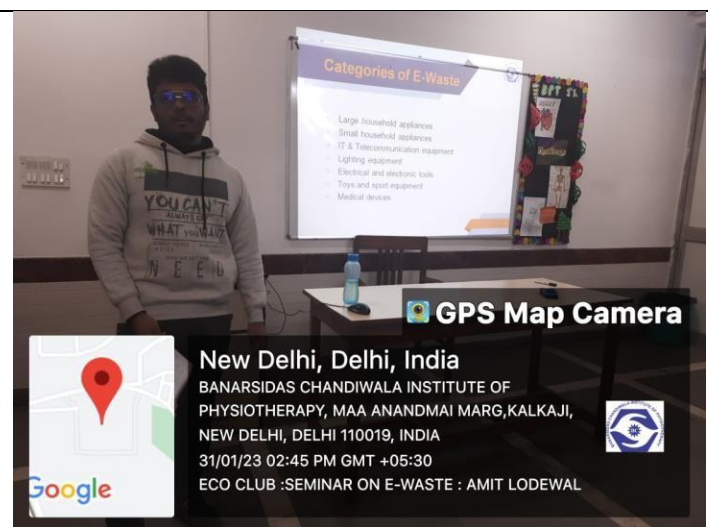 Categories of E-Waste
Large household appliances
Small household appliances
IT & Telecommunication equipment
Lighting equipment
Electrical and electronic tools
Toys and sport equipment
Medical devices
BPT
YOU CAN'T
ALWAYS GET
WHAT YOU WANT
NEED
GPS Map Camera
New Delhi, Delhi, India
BANARSIDAS CHANDIWALA INSTITUTE OF
PHYSIOTHERAPY, MAA ANANDMAI MARG,KALKAJI,
NEW DELHI, DELHI 110019, INDIA
31/01/23 02:45 PM GMT +05:30
ECO CLUB :SEMINAR ON E-WASTE : AMIT LODEWAL
Google